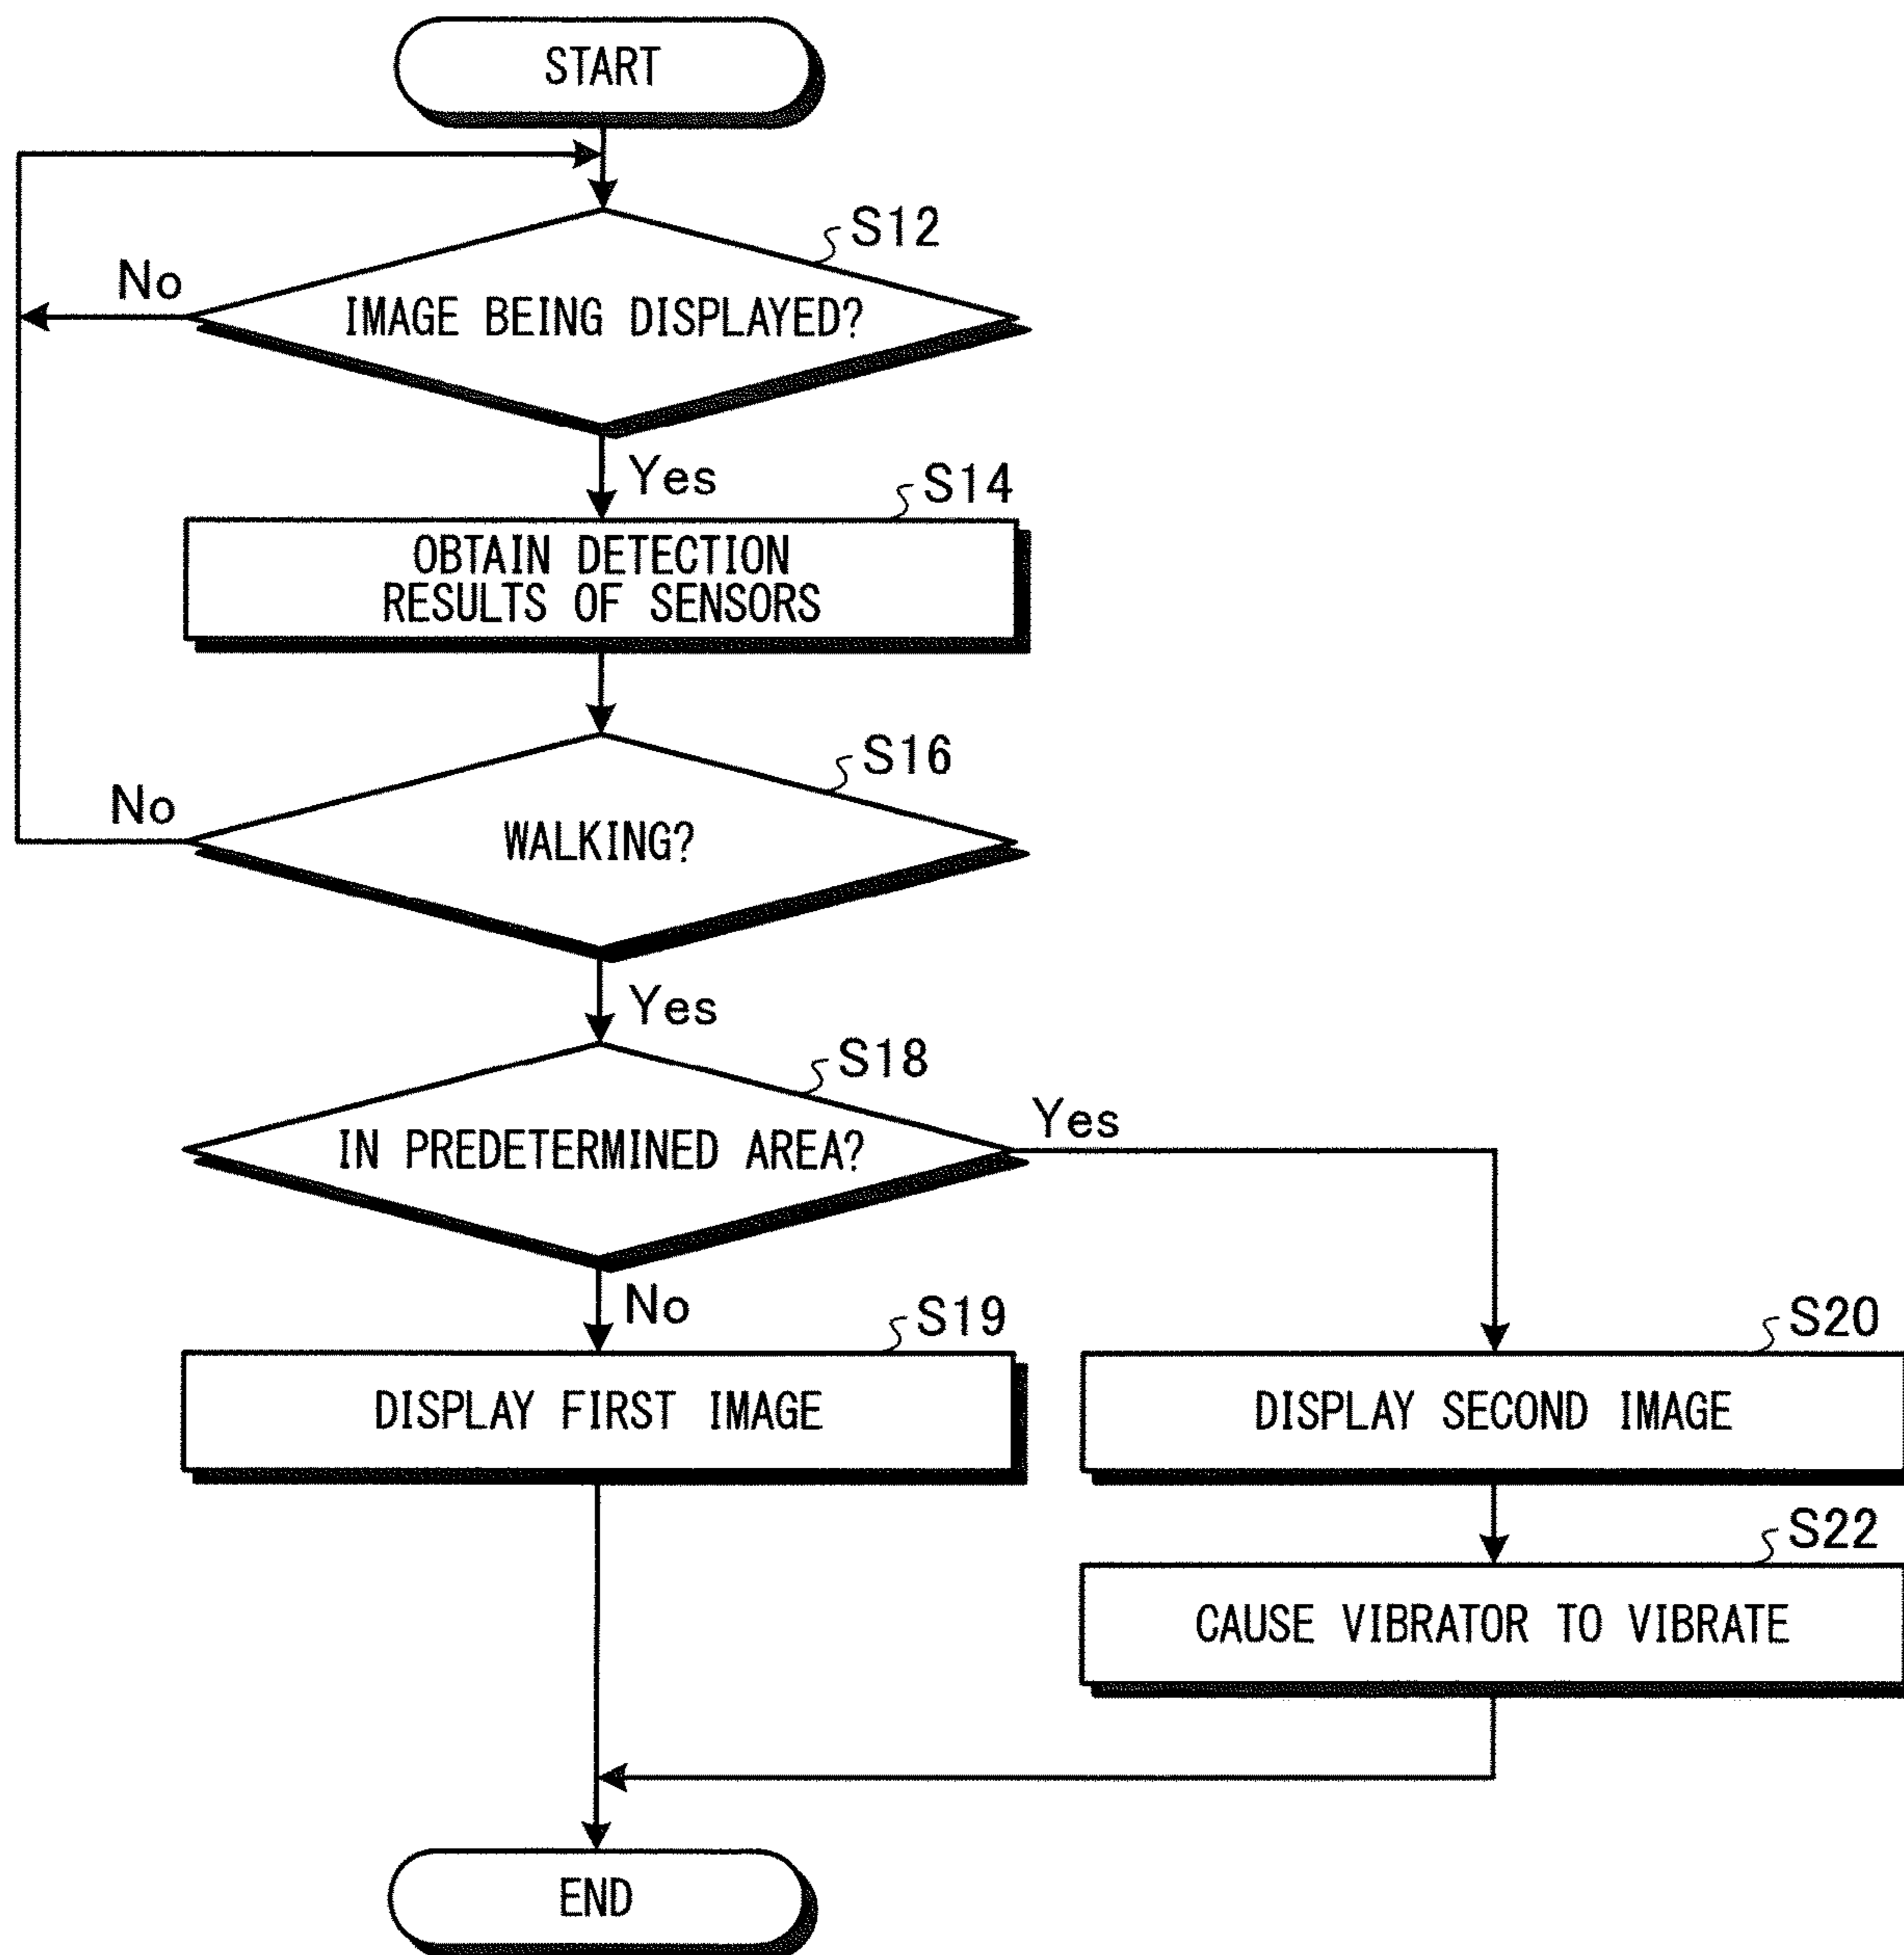 START
S12
No
IMAGE BEING DISPLAYED?
Yes
S14
OBTAIN DETECTION
RESULTS OF SENSORS
S16
No
WALKING?
Yes
S18
Yes
IN PREDETERMINED AREA?
No
S19
S20
DISPLAY FIRST IMAGE
DISPLAY SECOND IMAGE
S22
CAUSE VIBRATOR TO VIBRATE
END